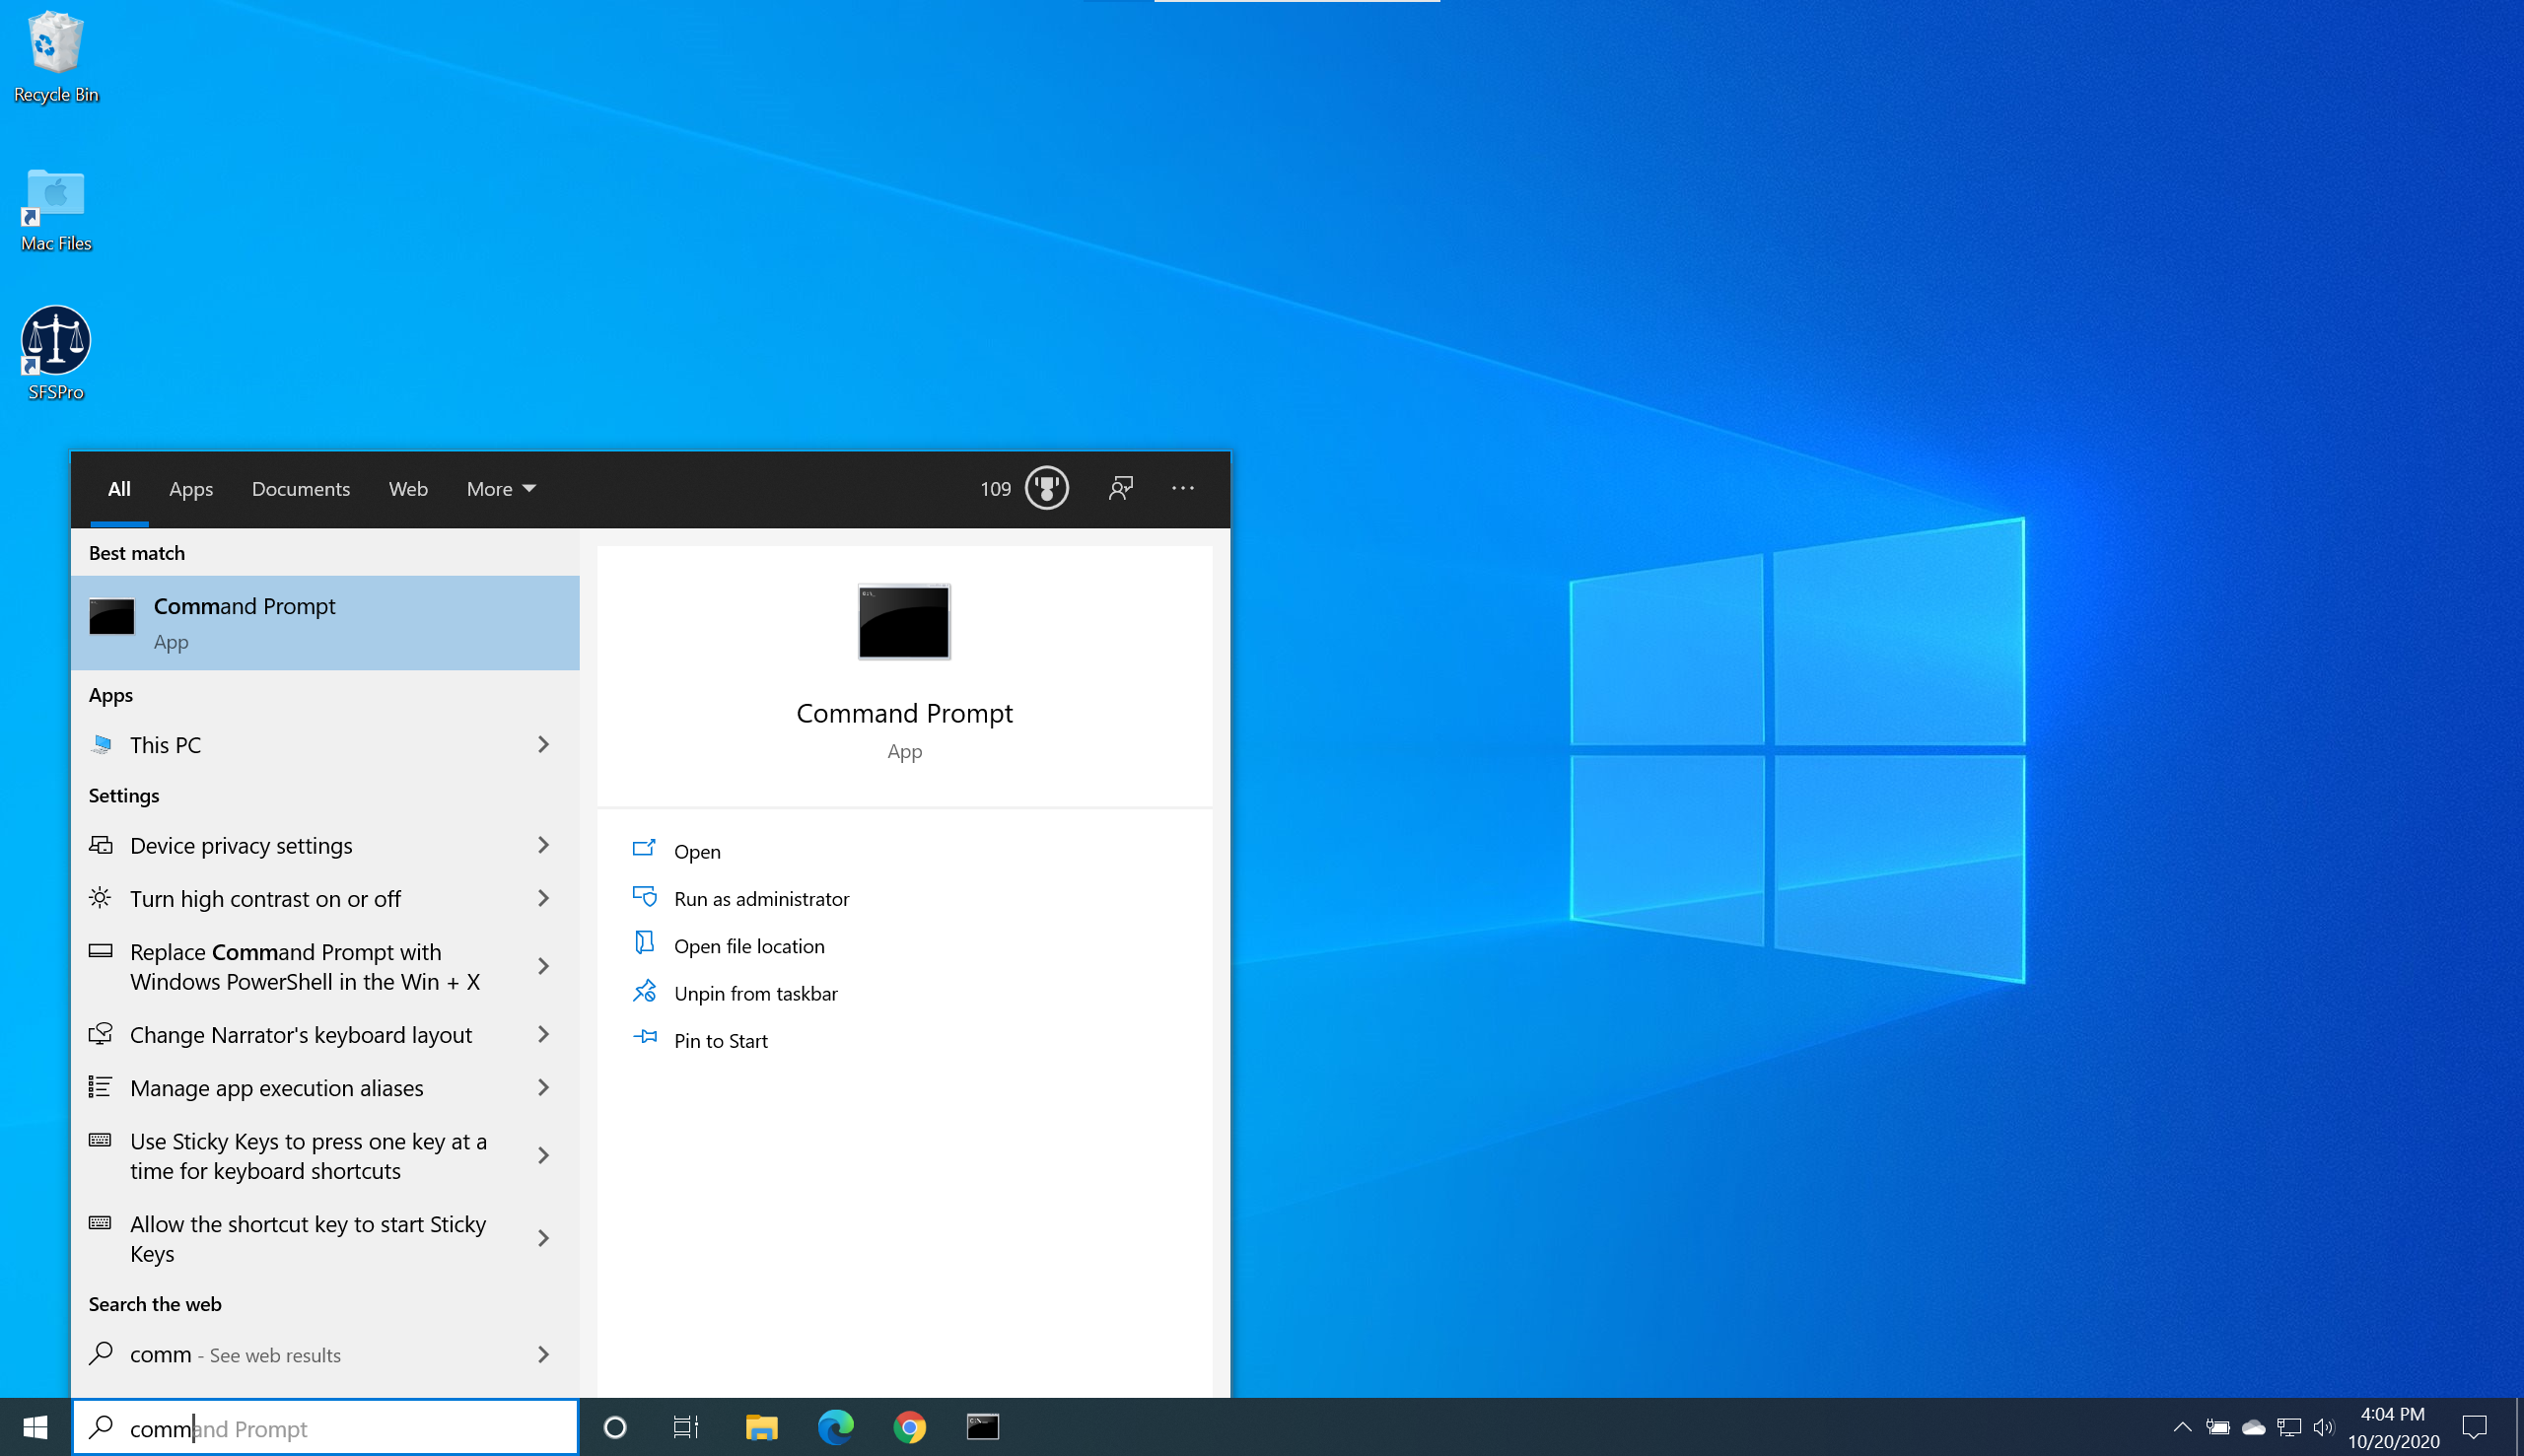 Recycle Bin
Mac Files
SFSPro
All Apps Documents Web More 109
Best match
Command Prompt
App
Apps
This PC
Settings
Device privacy settings
Turn high contrast on or off
Replace Command Prompt with
Windows PowerShell in the Win + X
Change Narrator's keyboard layout
Manage app execution aliases
Use Sticky Keys to press one key at a
time for keyboard shortcuts
Allow the shortcut key to start Sticky
Keys
Search the web
comm - See web results
Command Prompt
App
Open
Run as administrator
Open file location
Unpin from taskbar
Pin to Start
command Prompt
4:04 PM
10/20/2020